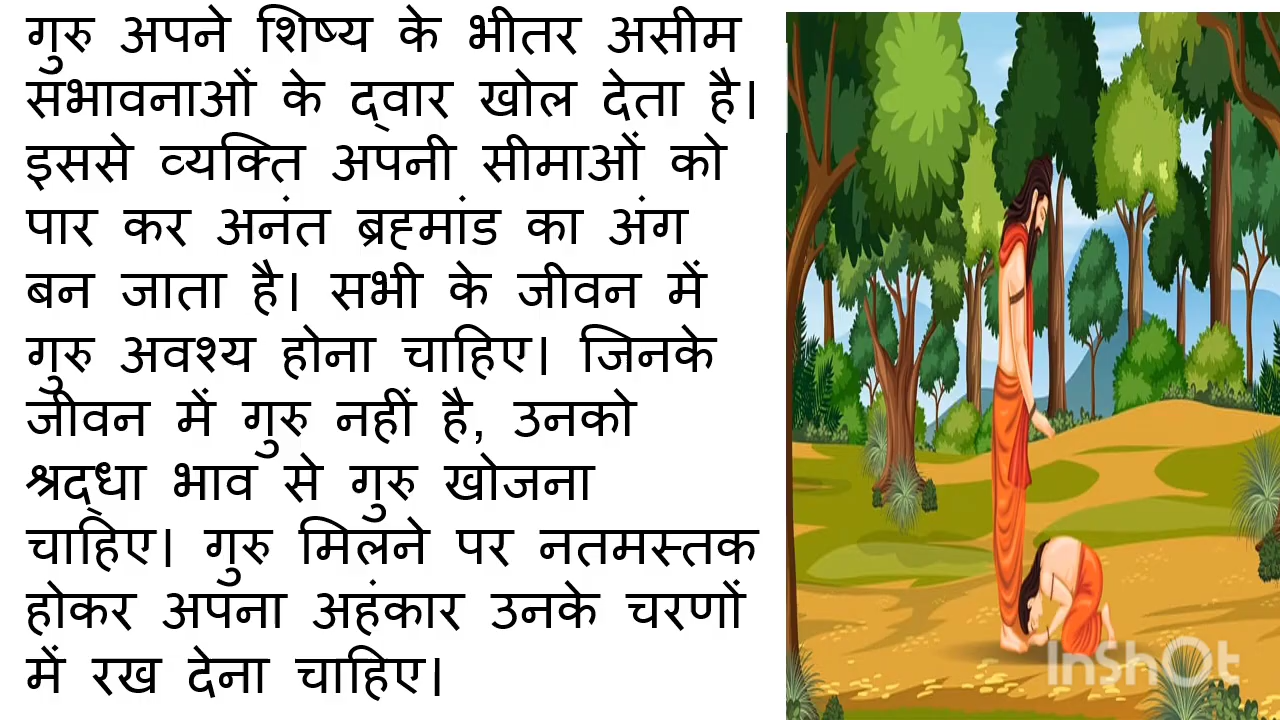 गुरु अपने शिष्य के भीतर असीम
संभावनाओं के द्वार खोल देता है।
इससे व्यक्ति अपनी सीमाओं को
पार कर अनंत ब्रह्मांड का अंग
बन जाता है। सभी के जीवन में
गुरु अवश्य होना चाहिए। जिनके
जीवन में गुरु नहीं है, उनको
श्रद्धा भाव से गुरु खोजना
चाहिए। गुरु मिलने पर नतमस्तक
होकर अपना अहंकार उनके चरणों
में रख देना चाहिए।
InShOt